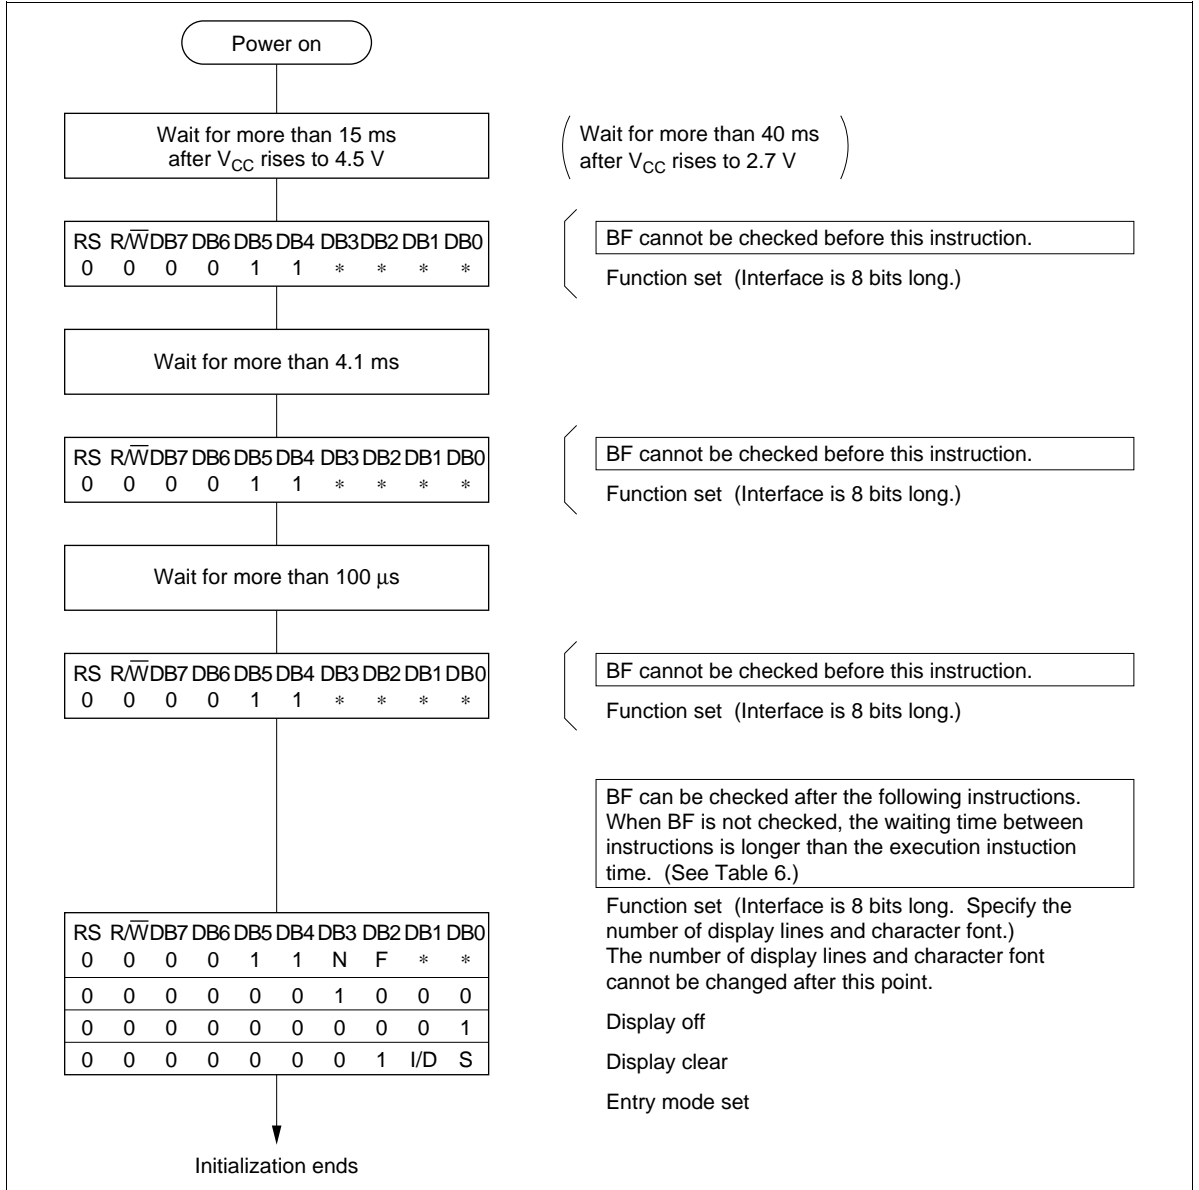 Power on
Wait for more than 15 ms
after VCC rises to 4.5 V
Wait for more than 40 ms
after VCC rises to 2.7 V
RS R/W̅ DB7 DB6 DB5 DB4 DB3 DB2 DB1 DB0
0 0 0 0 1 1 * * * *
BF cannot be checked before this instruction.
Function set (Interface is 8 bits long.)
Wait for more than 4.1 ms
RS R/W̅ DB7 DB6 DB5 DB4 DB3 DB2 DB1 DB0
0 0 0 0 1 1 * * * *
BF cannot be checked before this instruction.
Function set (Interface is 8 bits long.)
Wait for more than 100 µs
RS R/W̅ DB7 DB6 DB5 DB4 DB3 DB2 DB1 DB0
0 0 0 0 1 1 * * * *
BF cannot be checked before this instruction.
Function set (Interface is 8 bits long.)
BF can be checked after the following instructions.
When BF is not checked, the waiting time between
instructions is longer than the execution instuction
time. (See Table 6.)
RS R/W̅ DB7 DB6 DB5 DB4 DB3 DB2 DB1 DB0
0 0 0 0 1 1 N F * *
0 0 0 0 0 0 1 0 0 0
0 0 0 0 0 0 0 0 0 1
0 0 0 0 0 0 0 1 I/D S
Function set (Interface is 8 bits long. Specify the
number of display lines and character font.)
The number of display lines and character font
cannot be changed after this point.
Display off
Display clear
Entry mode set
Initialization ends